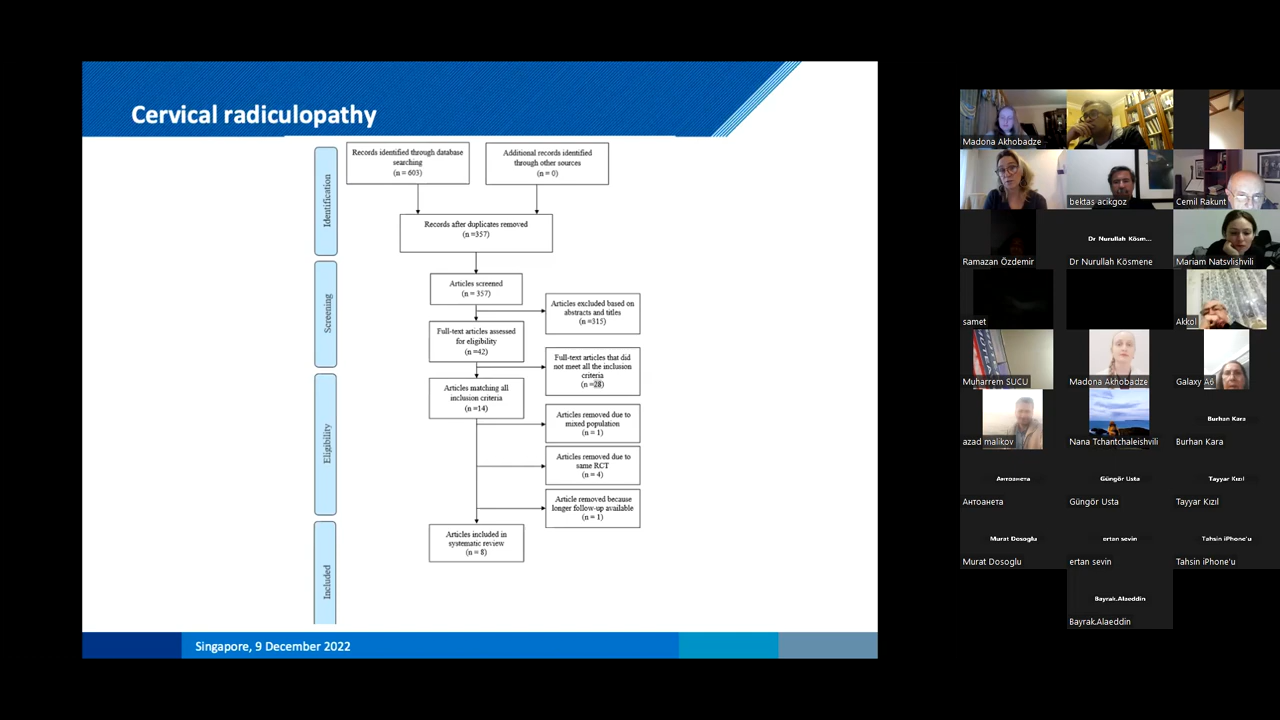 Cervical radiculopathy
Identification
Records identified through database
searching
(n = 603)
Additional records identified
through other sources
(n = 0)
Records after duplicates removed
(n =357)
Screening
Articles screened
(n = 357)
Articles excluded based on
abstracts and titles
(n =315)
Full-text articles assessed
for eligibility
(n =42)
Full-text articles that did
not meet all the inclusion
criteria
(n =28)
Eligibility
Articles matching all
inclusion criteria
(n =14)
Articles removed due to
mixed population
(n = 1)
Articles removed due to
same RCT
(n = 4)
Article removed because
longer follow-up available
(n = 1)
Included
Articles included in
systematic review
(n = 8)
Singapore, 9 December 2022
Madona Akhobadze
bektas acikgoz
Cemil Rakunt
Ramazan Özdemir
Dr Nurullah Kösm...
Dr Nurullah Kösmene
Mariam Natsvlishvili
samet
Akkol
Muharrem SUCU
Madona Akhobadze
Galaxy A6
azad malikov
Nana Tchantchaleishvili
Burhan Kara
Burhan Kara
Антоанета
Антоанета
Güngör Usta
Güngör Usta
Tayyar Kızıl
Tayyar Kızıl
Murat Dosoglu
Murat Dosoglu
ertan sevin
ertan sevin
Tahsin iPhone'u
Tahsin iPhone'u
Bayrak.Alaeddin
Bayrak.Alaeddin